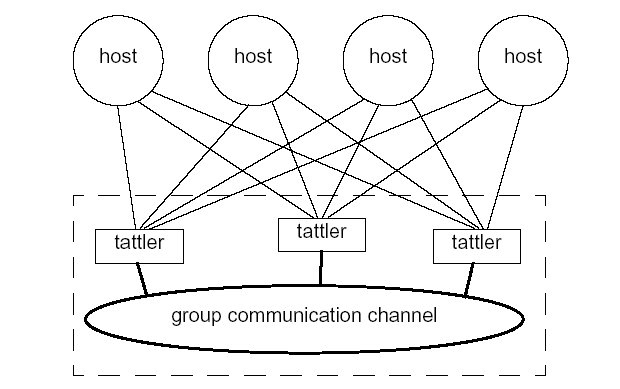 host
host
host
host
tattler
tattler
tattler
group communication channel